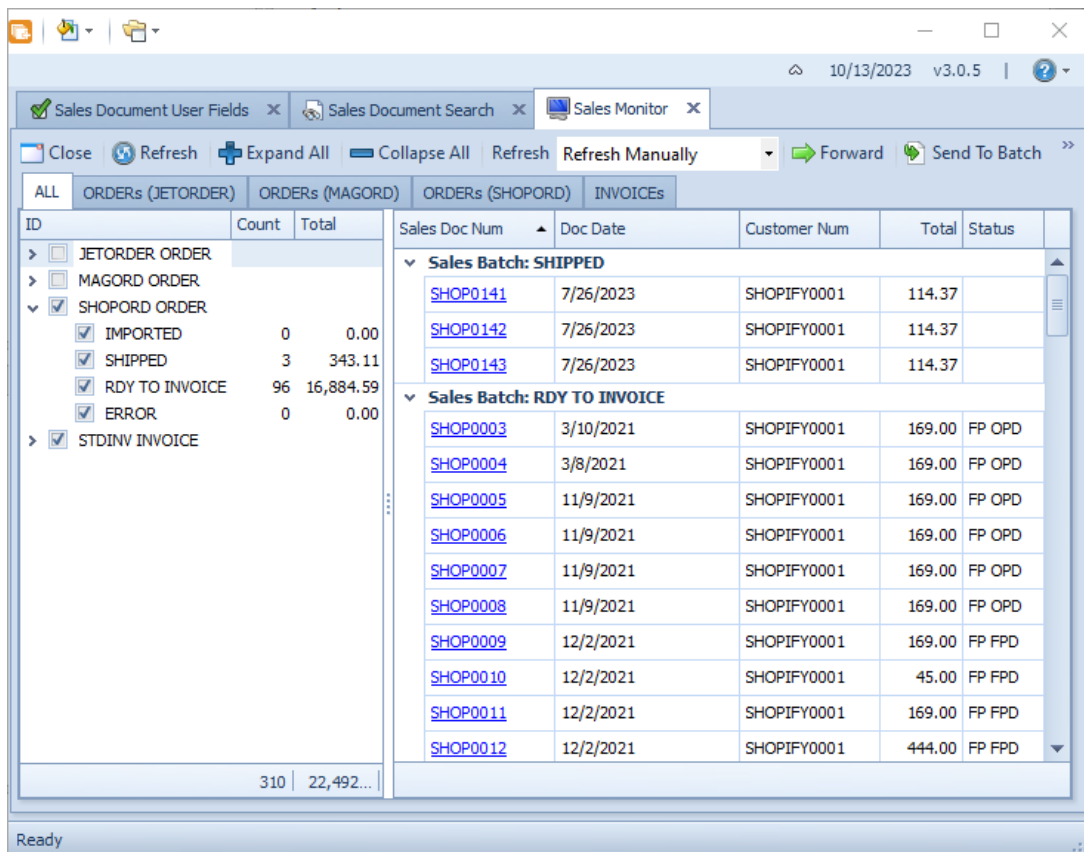 10/13/2023 v3.0.5 |
Sales Document User Fields Sales Document Search Sales Monitor
Close Refresh Expand All Collapse All Refresh Refresh Manually Forward Send To Batch
ALL ORDERs (JETORDER) ORDERs (MAGORD) ORDERs (SHOPORD) INVOICEs
ID Count Total
JETORDER ORDER
MAGORD ORDER
SHOPORD ORDER
IMPORTED 0 0.00
SHIPPED 3 343.11
RDY TO INVOICE 96 16,884.59
ERROR 0 0.00
STDINV INVOICE
310 22,492...
Sales Doc Num Doc Date Customer Num Total Status
Sales Batch: SHIPPED
SHOP0141 7/26/2023 SHOPIFY0001 114.37
SHOP0142 7/26/2023 SHOPIFY0001 114.37
SHOP0143 7/26/2023 SHOPIFY0001 114.37
Sales Batch: RDY TO INVOICE
SHOP0003 3/10/2021 SHOPIFY0001 169.00 FP OPD
SHOP0004 3/8/2021 SHOPIFY0001 169.00 FP OPD
SHOP0005 11/9/2021 SHOPIFY0001 169.00 FP OPD
SHOP0006 11/9/2021 SHOPIFY0001 169.00 FP OPD
SHOP0007 11/9/2021 SHOPIFY0001 169.00 FP OPD
SHOP0008 11/9/2021 SHOPIFY0001 169.00 FP OPD
SHOP0009 12/2/2021 SHOPIFY0001 169.00 FP FPD
SHOP0010 12/2/2021 SHOPIFY0001 45.00 FP FPD
SHOP0011 12/2/2021 SHOPIFY0001 169.00 FP FPD
SHOP0012 12/2/2021 SHOPIFY0001 444.00 FP FPD
Ready